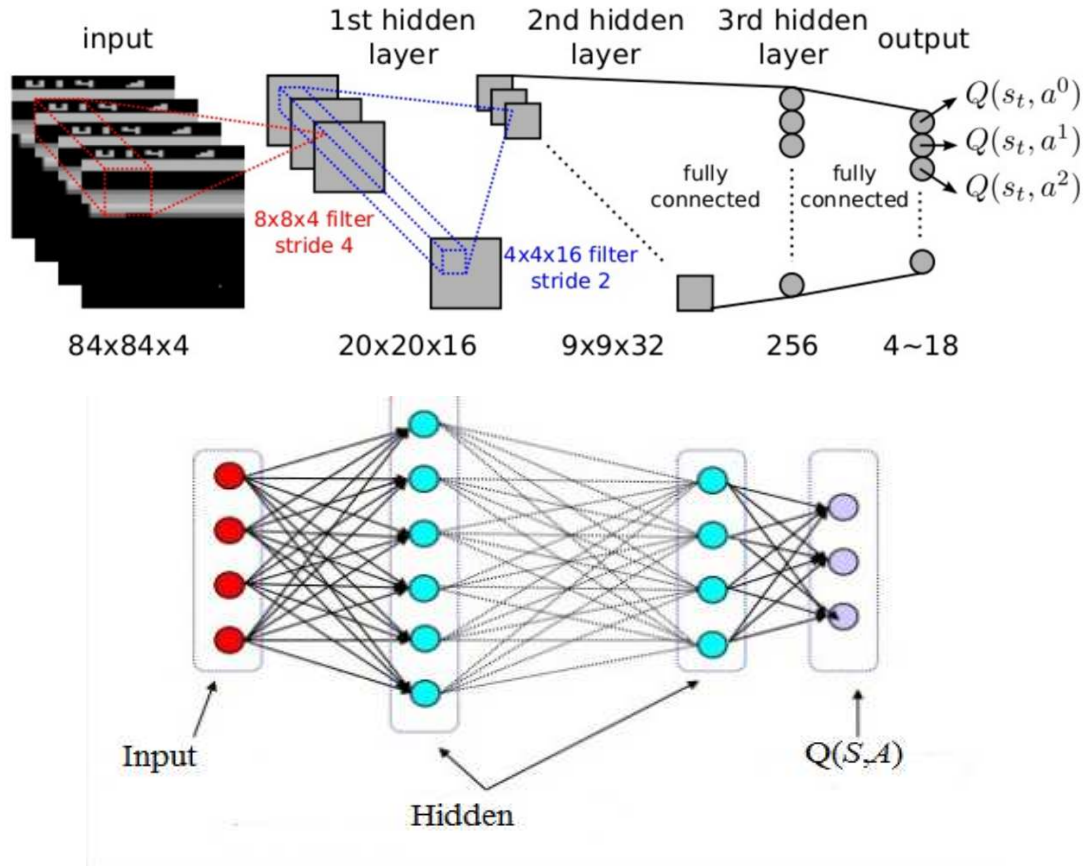 input
1st hidden
layer
2nd hidden
layer
3rd hidden
layer
output
8x8x4 filter
stride 4
4x4x16 filter
stride 2
fully
connected
fully
connected
Q(s_t, a^0)
Q(s_t, a^1)
Q(s_t, a^2)
84x84x4
20x20x16
9x9x32
256
4~18
Input
Hidden
Q(S,A)